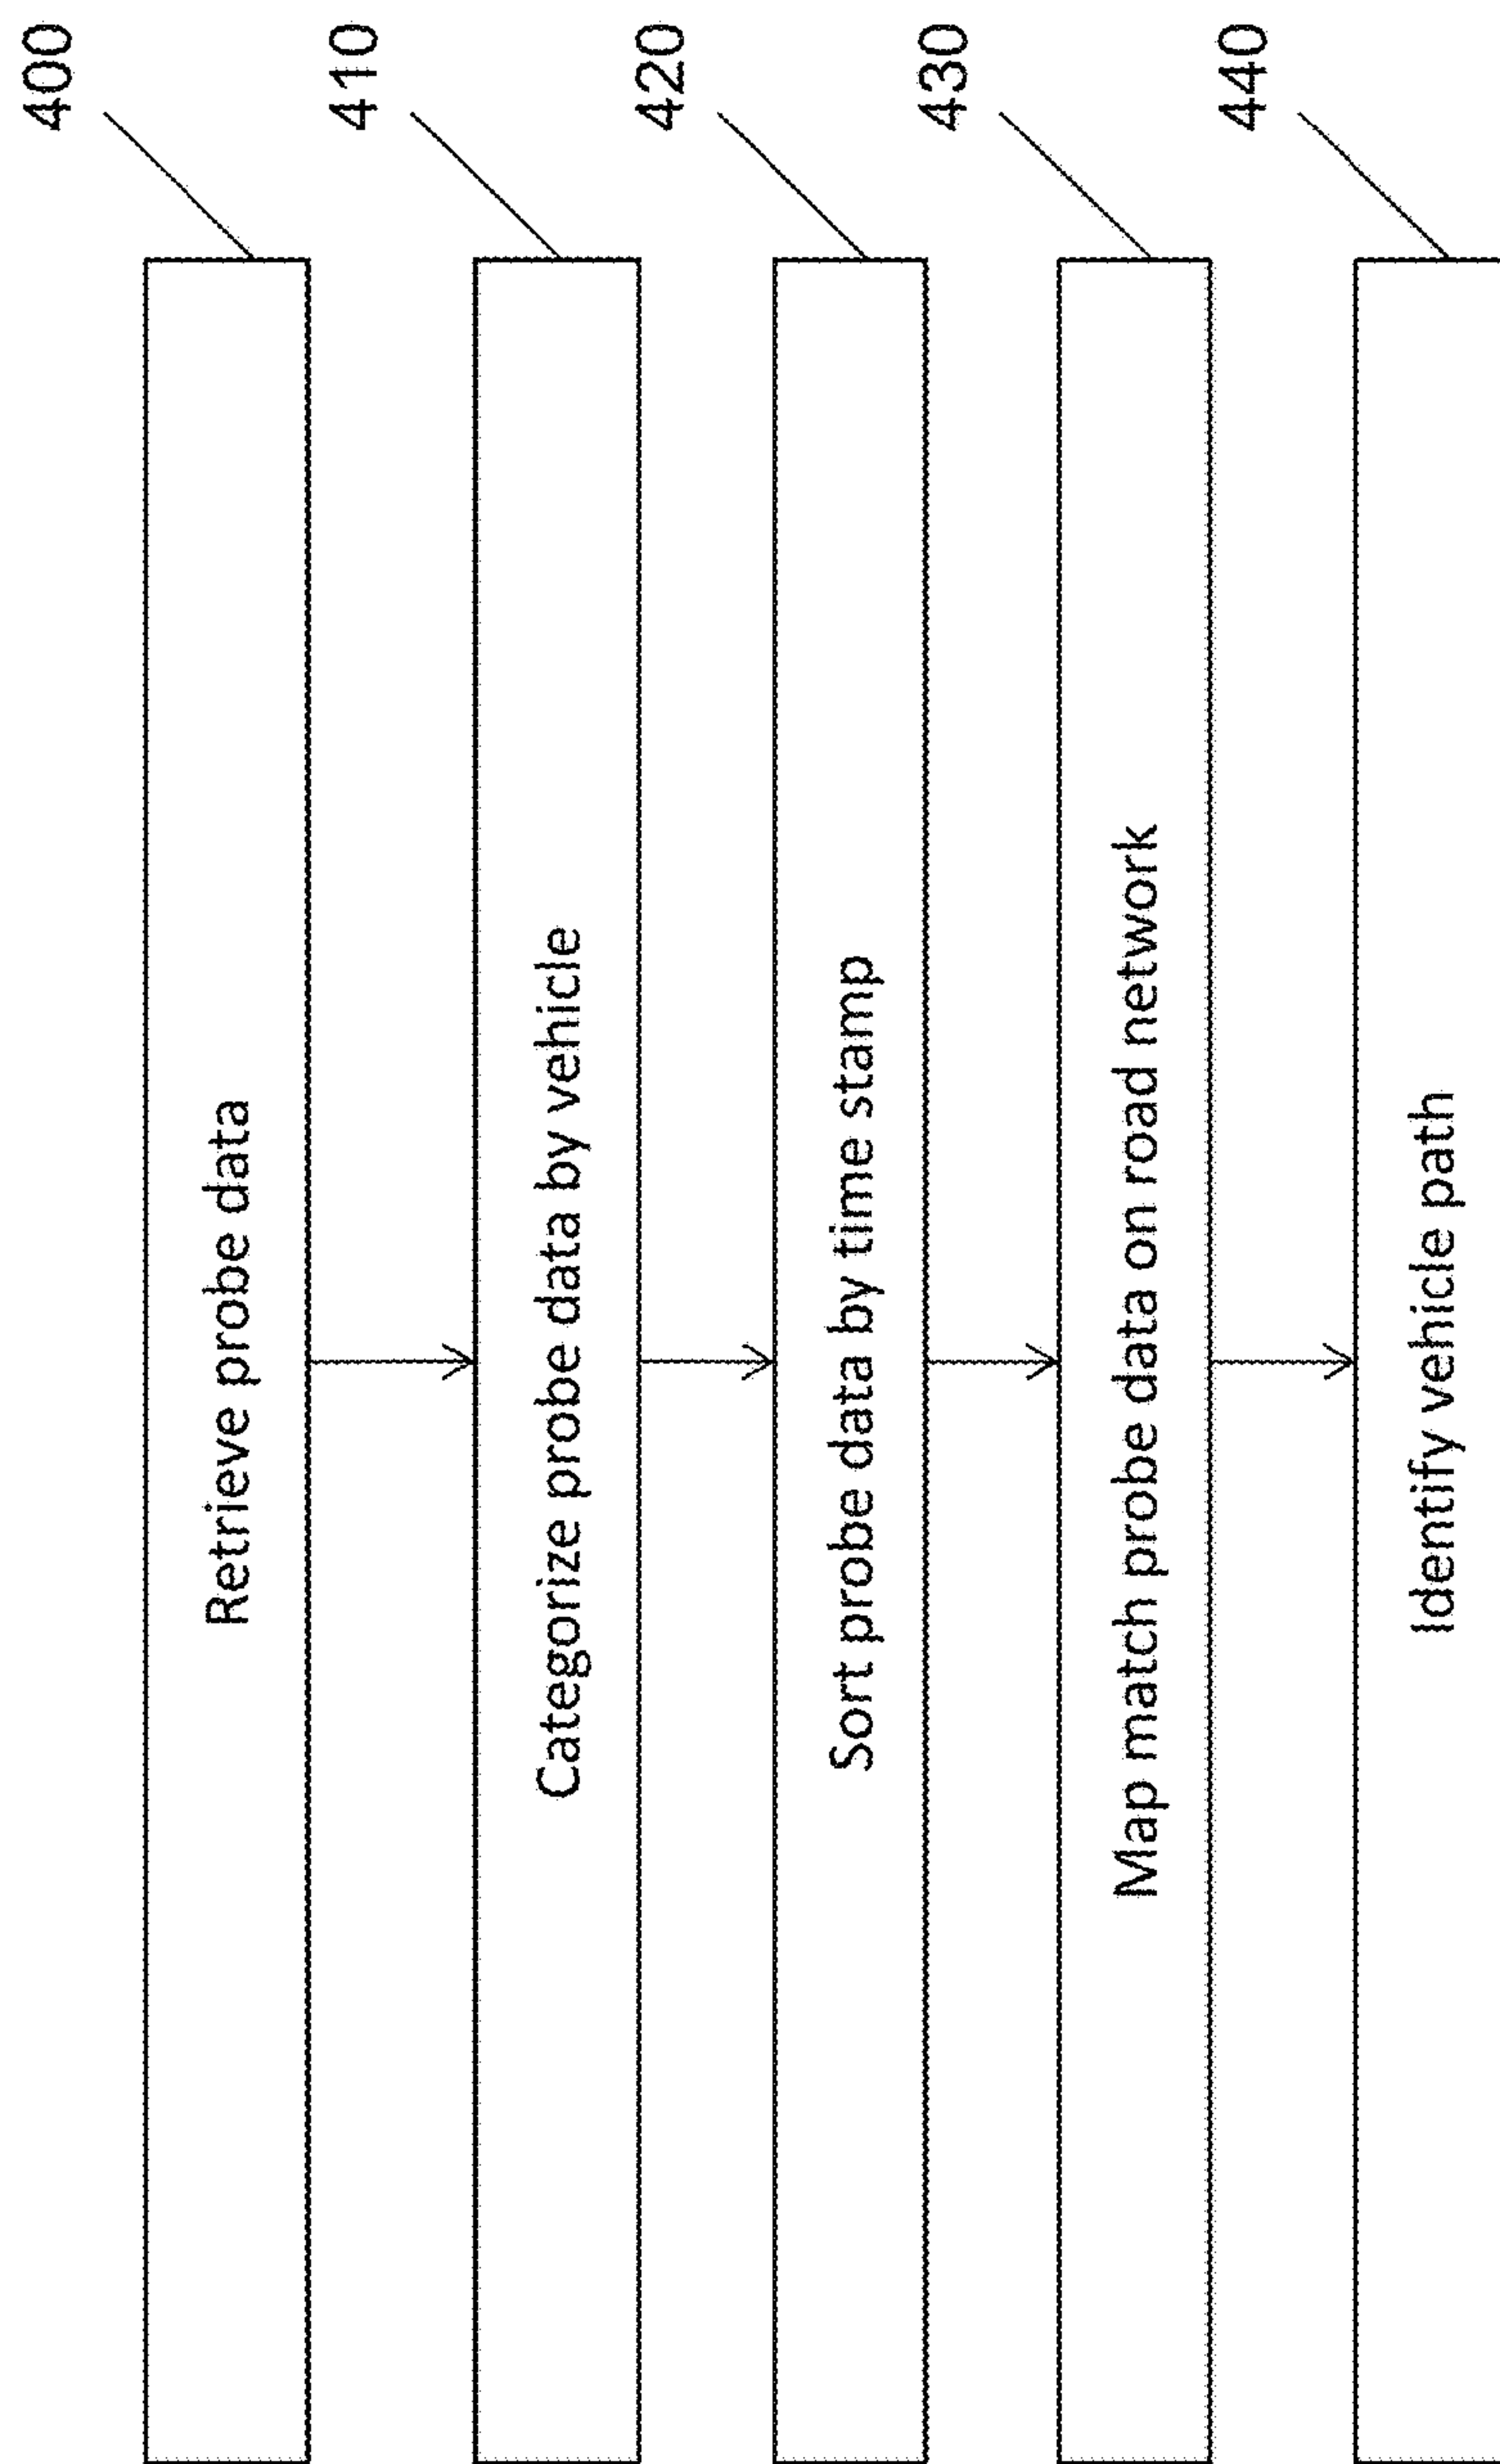 400
Retrieve probe data
410
Categorize probe data by vehicle
420
Sort probe data by time stamp
430
Map match probe data on road network
440
Identify vehicle path